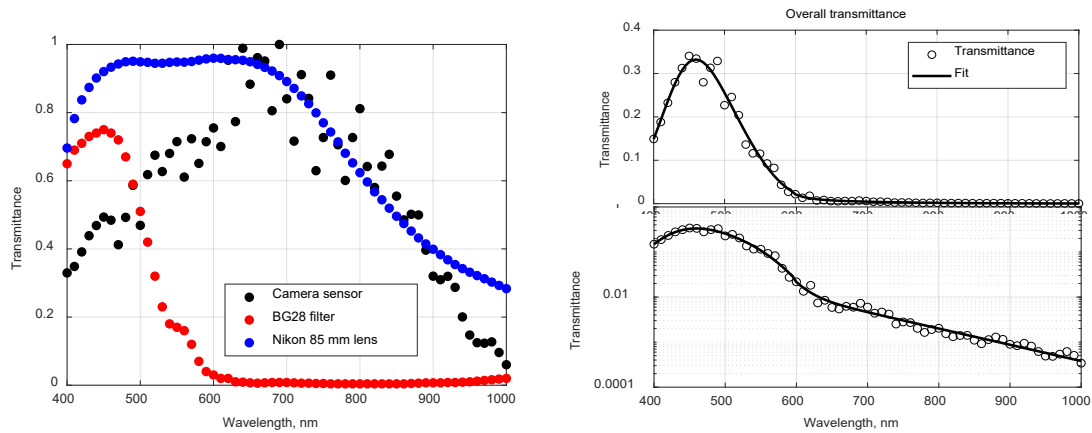 1
0.8
0.6
0.4
0.2
0
Transmittance
400
500
600
700
800
900
1000
Wavelength, nm
Camera sensor
BG28 filter
Nikon 85 mm lens
Overall transmittance
0.4
0.3
0.2
0.1
0
Transmittance
Transmittance
Fit
0.01
0.0001
Transmittance
400
500
600
700
800
900
1000
Wavelength, nm